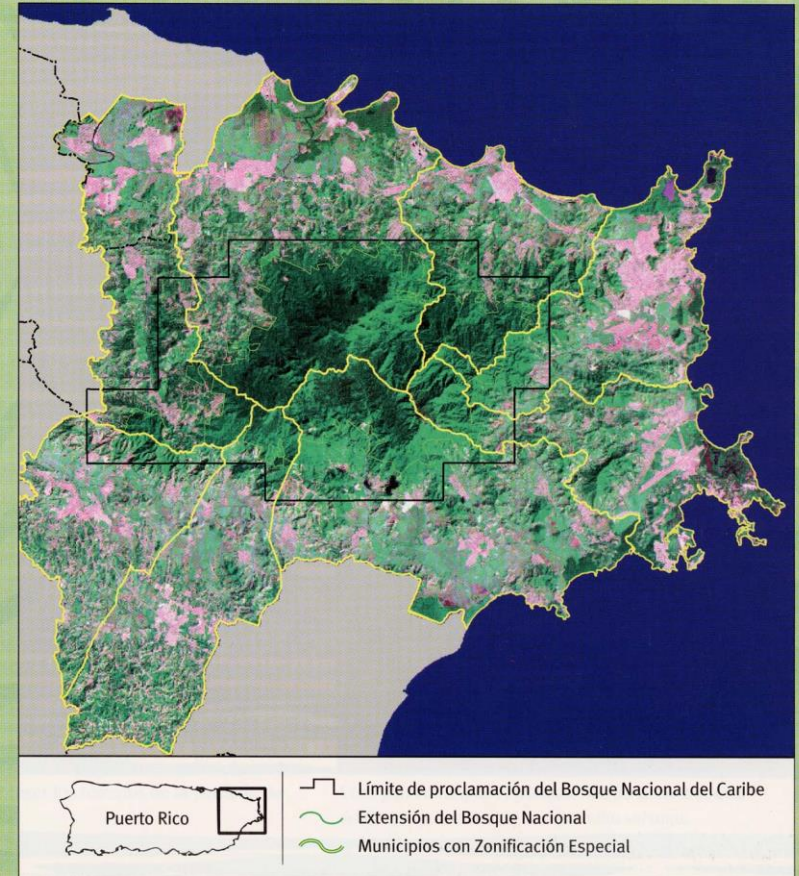 Puerto Rico
Límite de proclamación del Bosque Nacional del Caribe
Extensión del Bosque Nacional
Municipios con Zonificación Especial